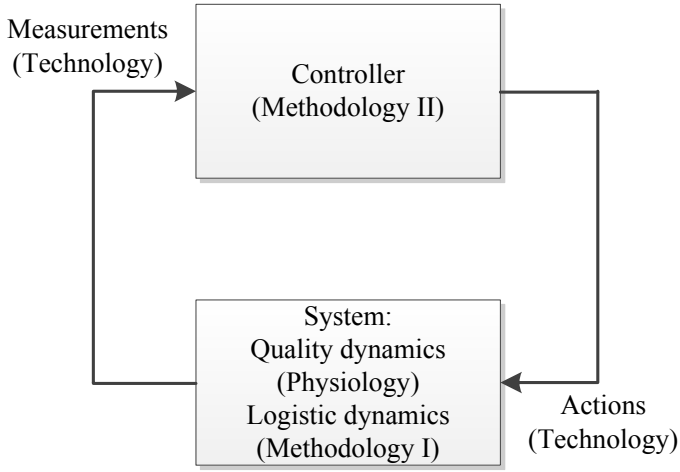 Measurements
(Technology)
Controller
(Methodology II)
System:
Quality dynamics
(Physiology)
Logistic dynamics
(Methodology I)
Actions
(Technology)